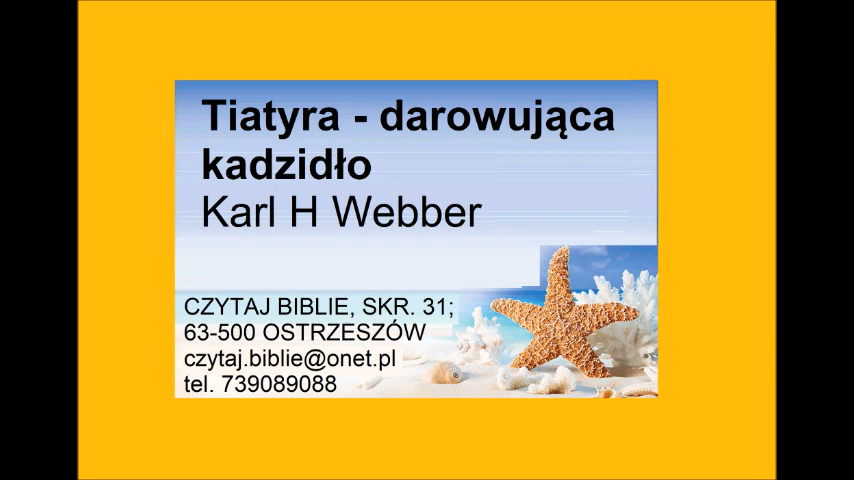 Tiatyra - darowująca
kadzidło
Karl H Webber
CZYTAJ BIBLIE, SKR. 31;
63-500 OSTRZESZÓW
czytaj.biblie@onet.pl
tel. 739089088